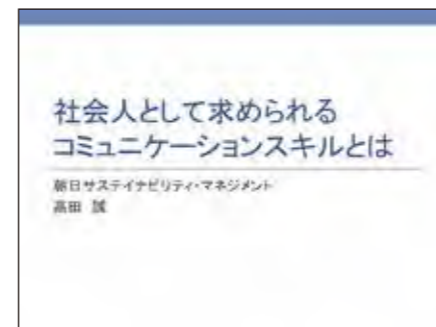 社会人として求められる
コミュニケーションスキルとは
朝日サステイナビリティ・マネジメント
高田 誠